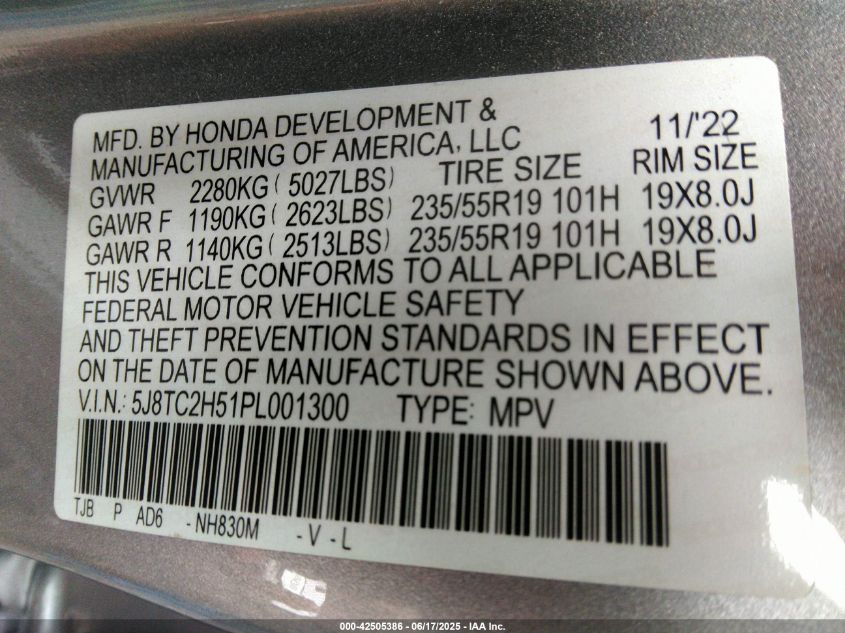 MFD. BY HONDA DEVELOPMENT & 11/'22
MANUFACTURING OF AMERICA, LLC
GVWR 2280KG ( 5027LBS) TIRE SIZE RIM SIZE
GAWR F 1190KG ( 2623LBS) 235/55R19 101H 19X8.0J
GAWR R 1140KG ( 2513LBS) 235/55R19 101H 19X8.0J
THIS VEHICLE CONFORMS TO ALL APPLICABLE
FEDERAL MOTOR VEHICLE SAFETY
AND THEFT PREVENTION STANDARDS IN EFFECT
ON THE DATE OF MANUFACTURE SHOWN ABOVE.
V.I.N.: 5J8TC2H51PL001300 TYPE: MPV
TJB P AD6 - NH830M - V - L
000-42505386 - 06/17/2025 - IAA Inc.